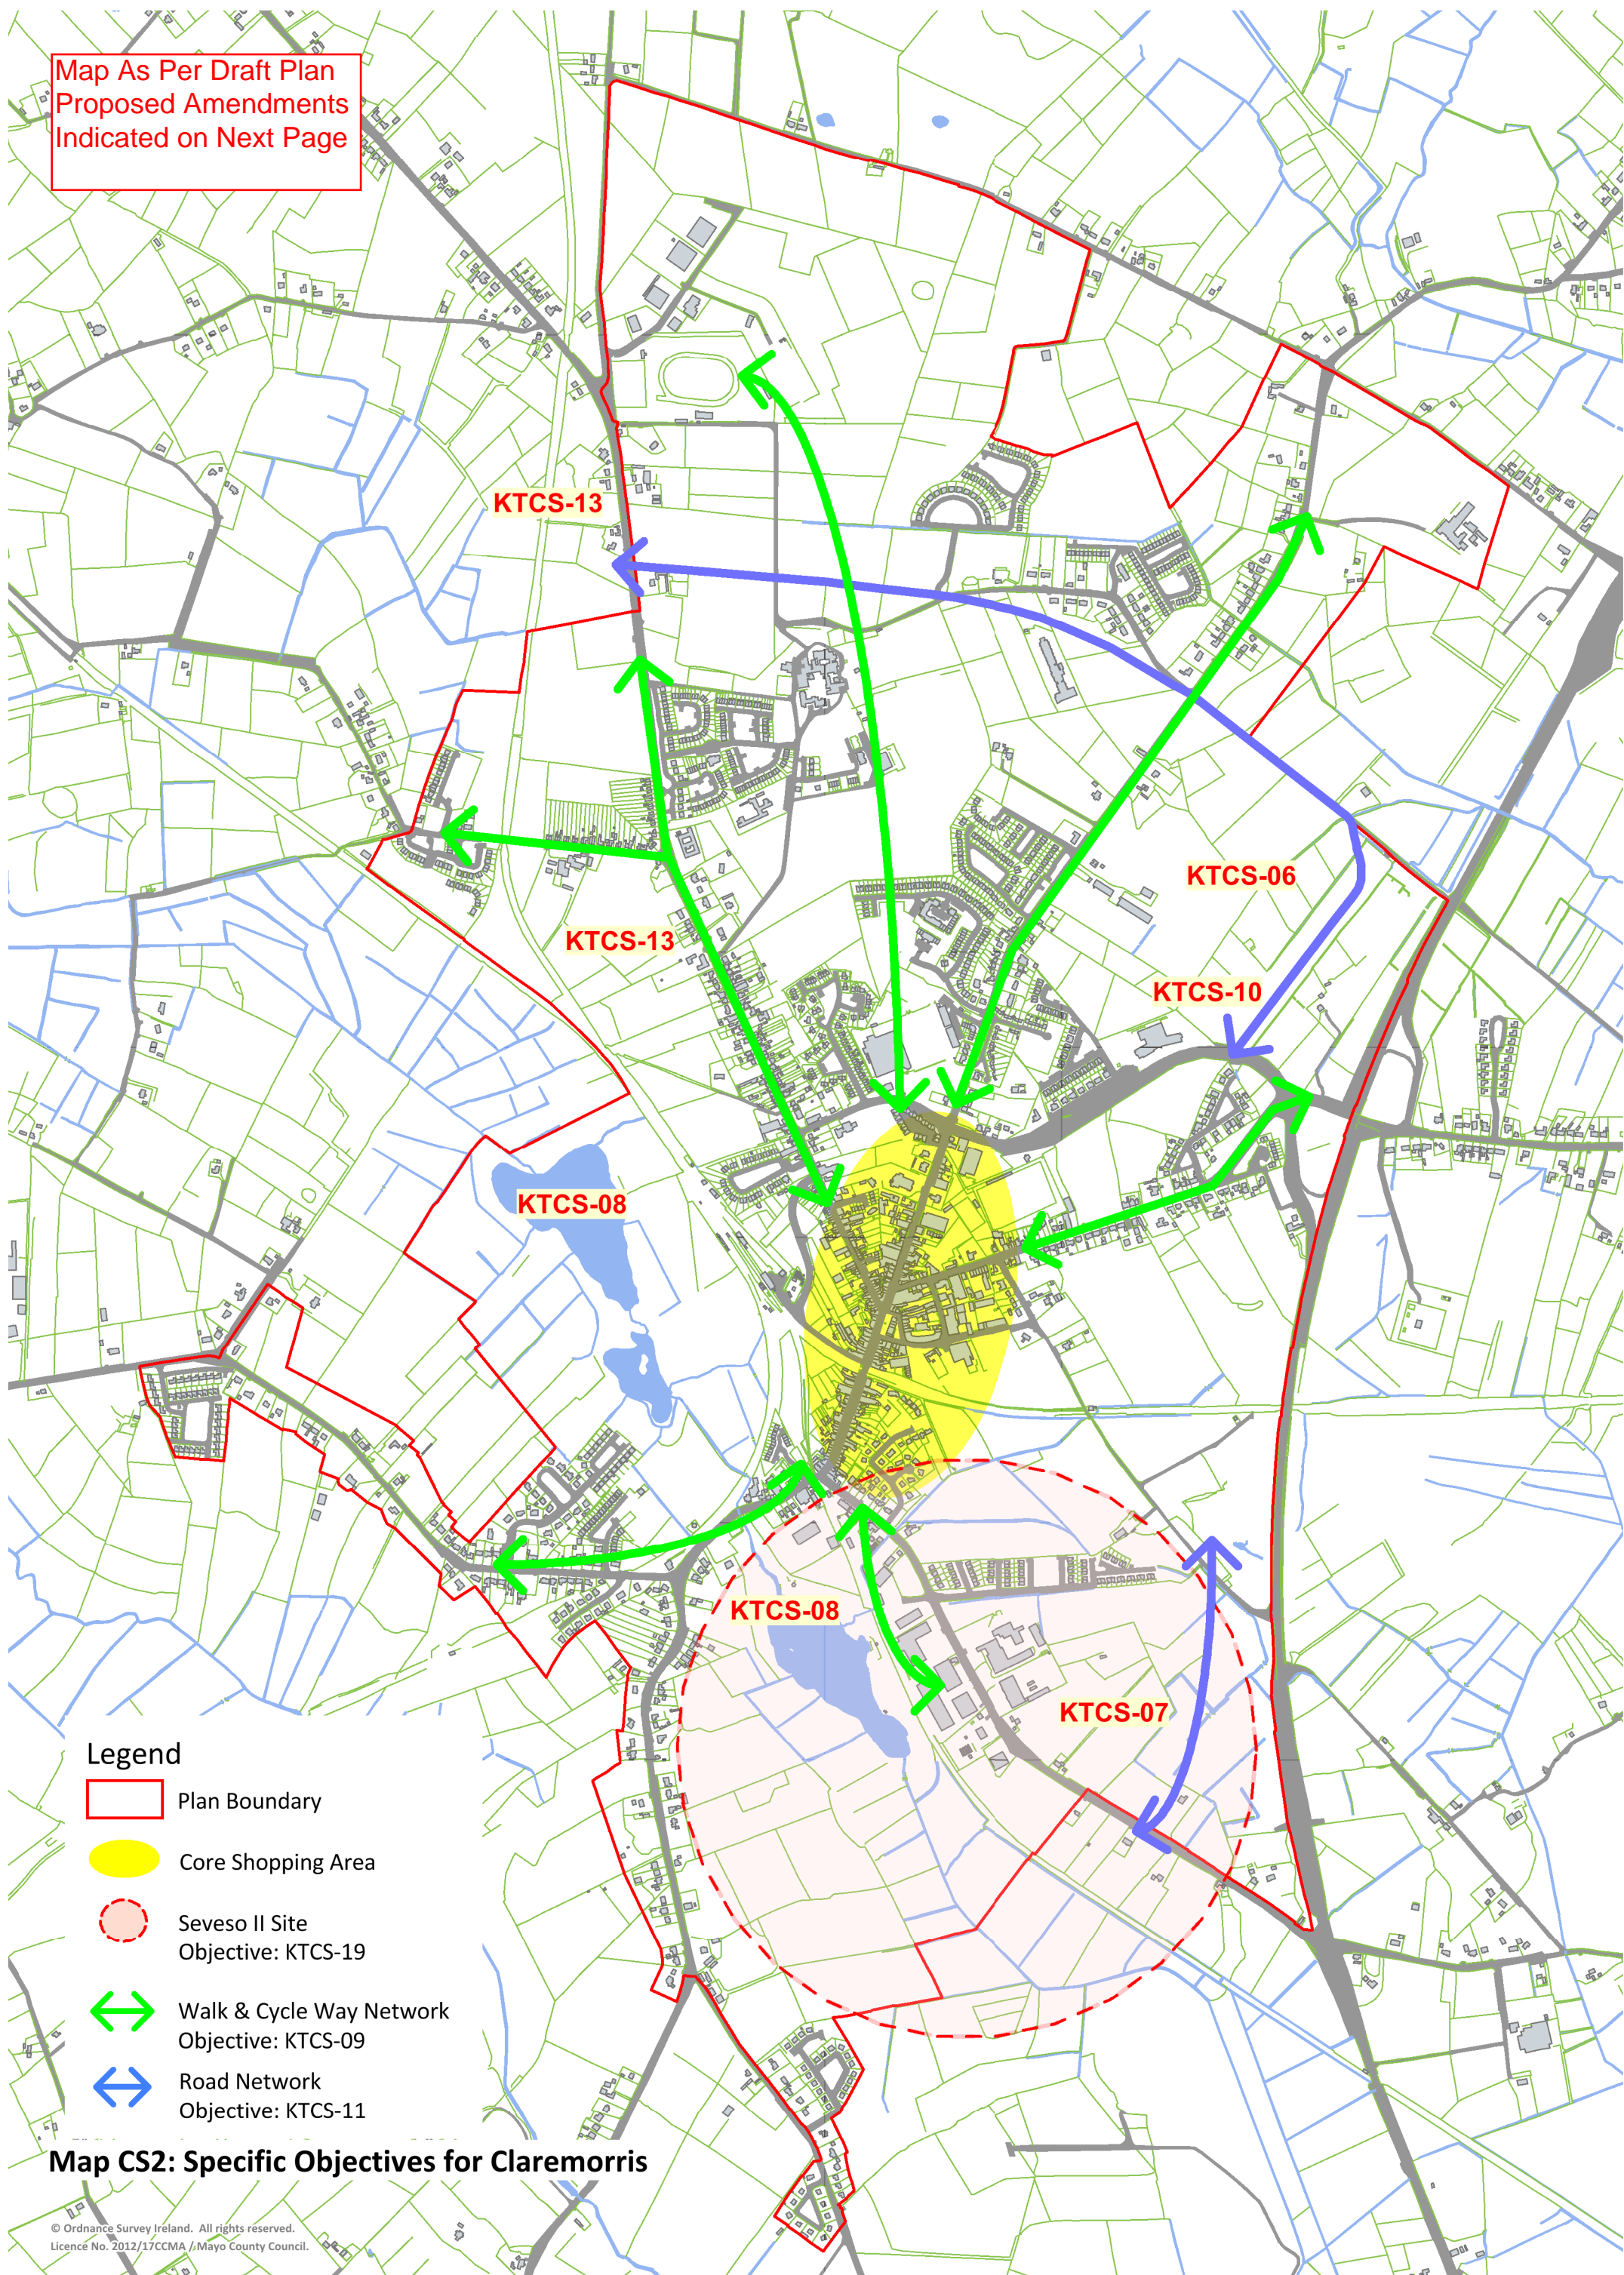 Map As Per Draft Plan
Proposed Amendments
Indicated on Next Page
KTCS-13
KTCS-06
KTCS-13
KTCS-10
KTCS-08
KTCS-08
KTCS-07
Legend
Plan Boundary
Core Shopping Area
Seveso II Site
Objective: KTCS-19
Walk & Cycle Way Network
Objective: KTCS-09
Road Network
Objective: KTCS-11
Map CS2: Specific Objectives for Claremorris
© Ordnance Survey Ireland. All rights reserved.
Licence No. 2012/17CCMA / Mayo County Council.